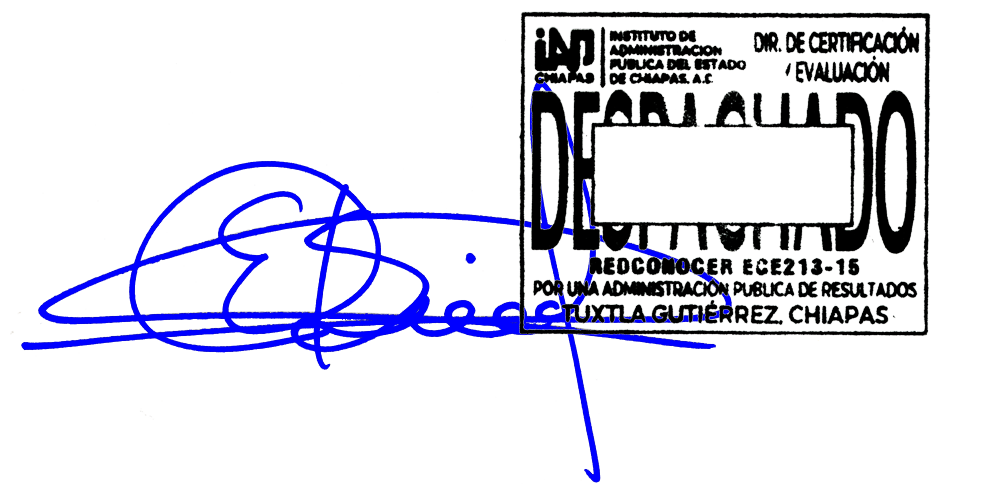 iAP
CHIAPAS
INSTITUTO DE
ADMINISTRACION
PUBLICA DEL ESTADO
DE CHIAPAS, A.C.
DIR. DE CERTIFICACIÓN
Y EVALUACIÓN
DESPACHADO
REDCONOCER ECE213-15
POR UNA ADMINISTRACIÓN PUBLICA DE RESULTADOS
TUXTLA GUTIÉRREZ, CHIAPAS